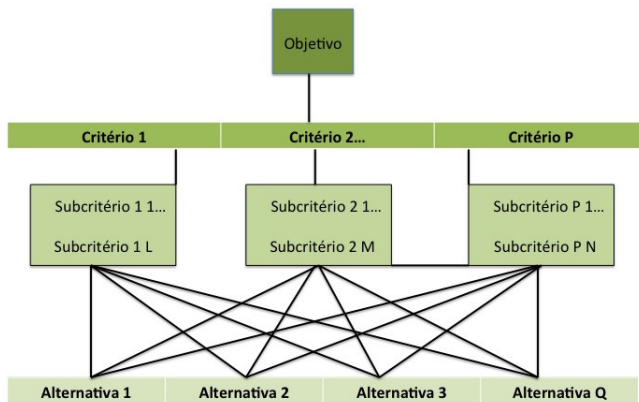 Objetivo
Critério 1 Critério 2... Critério P
Subcritério 1 1... Subcritério 2 1... Subcritério P 1...
Subcritério 1 L Subcritério 2 M Subcritério P N
Alternativa 1 Alternativa 2 Alternativa 3 Alternativa Q